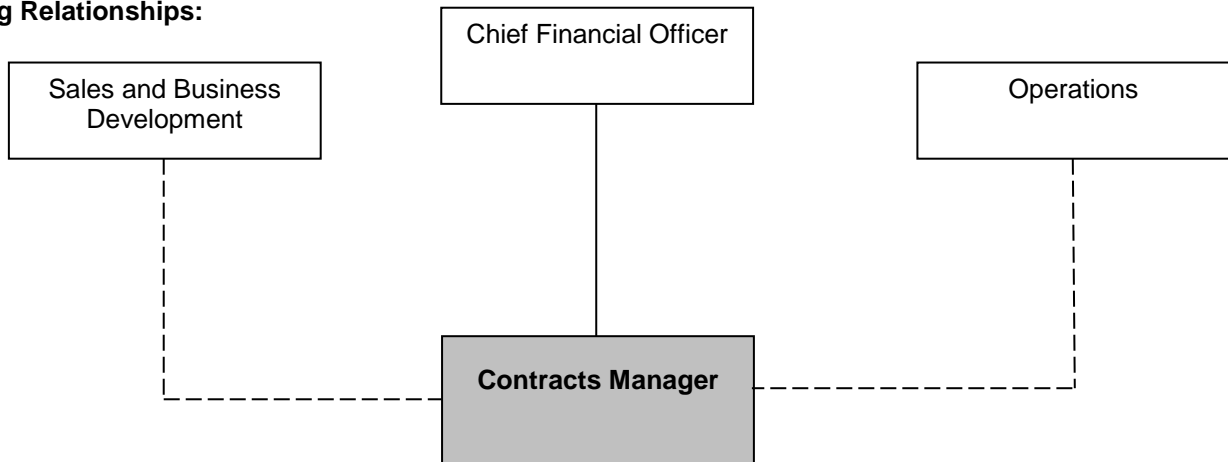 g Relationships:
Chief Financial Officer
Sales and Business
Development
Operations
Contracts Manager